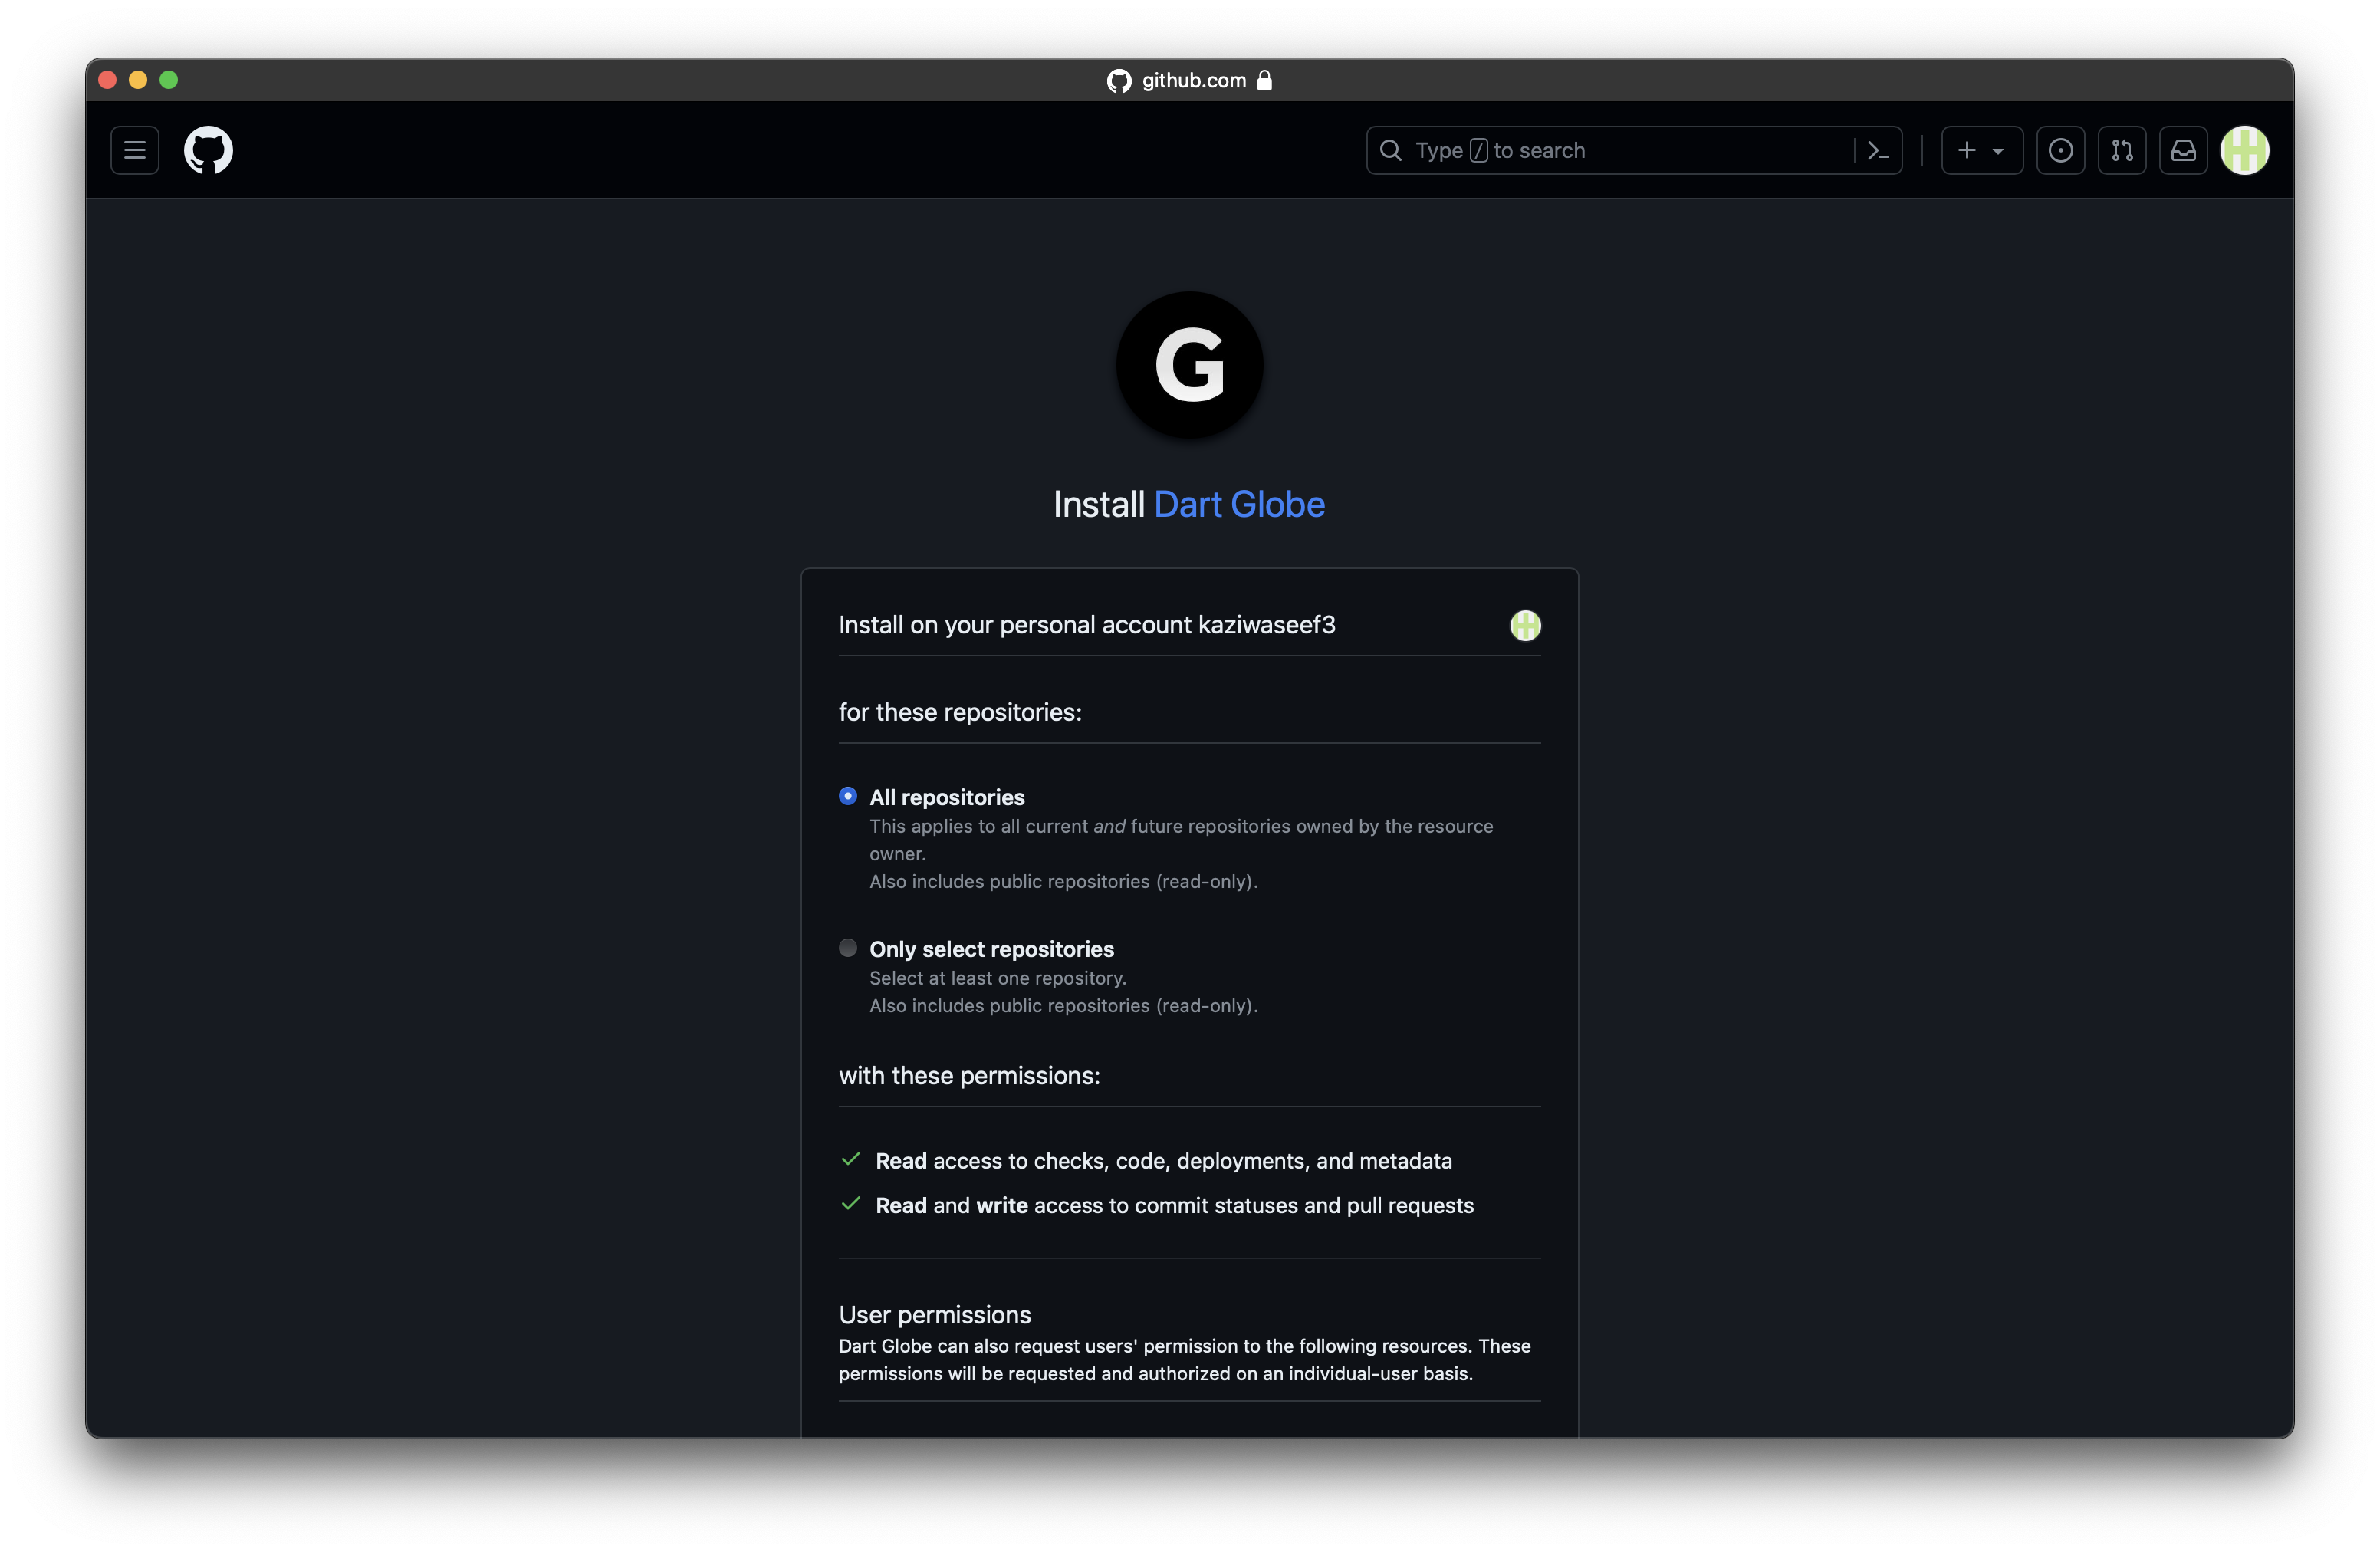 github.com
Type / to search
G
Install Dart Globe
Install on your personal account kaziwaseef3
for these repositories:
All repositories
This applies to all current and future repositories owned by the resource
owner.
Also includes public repositories (read-only).
Only select repositories
Select at least one repository.
Also includes public repositories (read-only).
with these permissions:
Read access to checks, code, deployments, and metadata
Read and write access to commit statuses and pull requests
User permissions
Dart Globe can also request users' permission to the following resources. These
permissions will be requested and authorized on an individual-user basis.